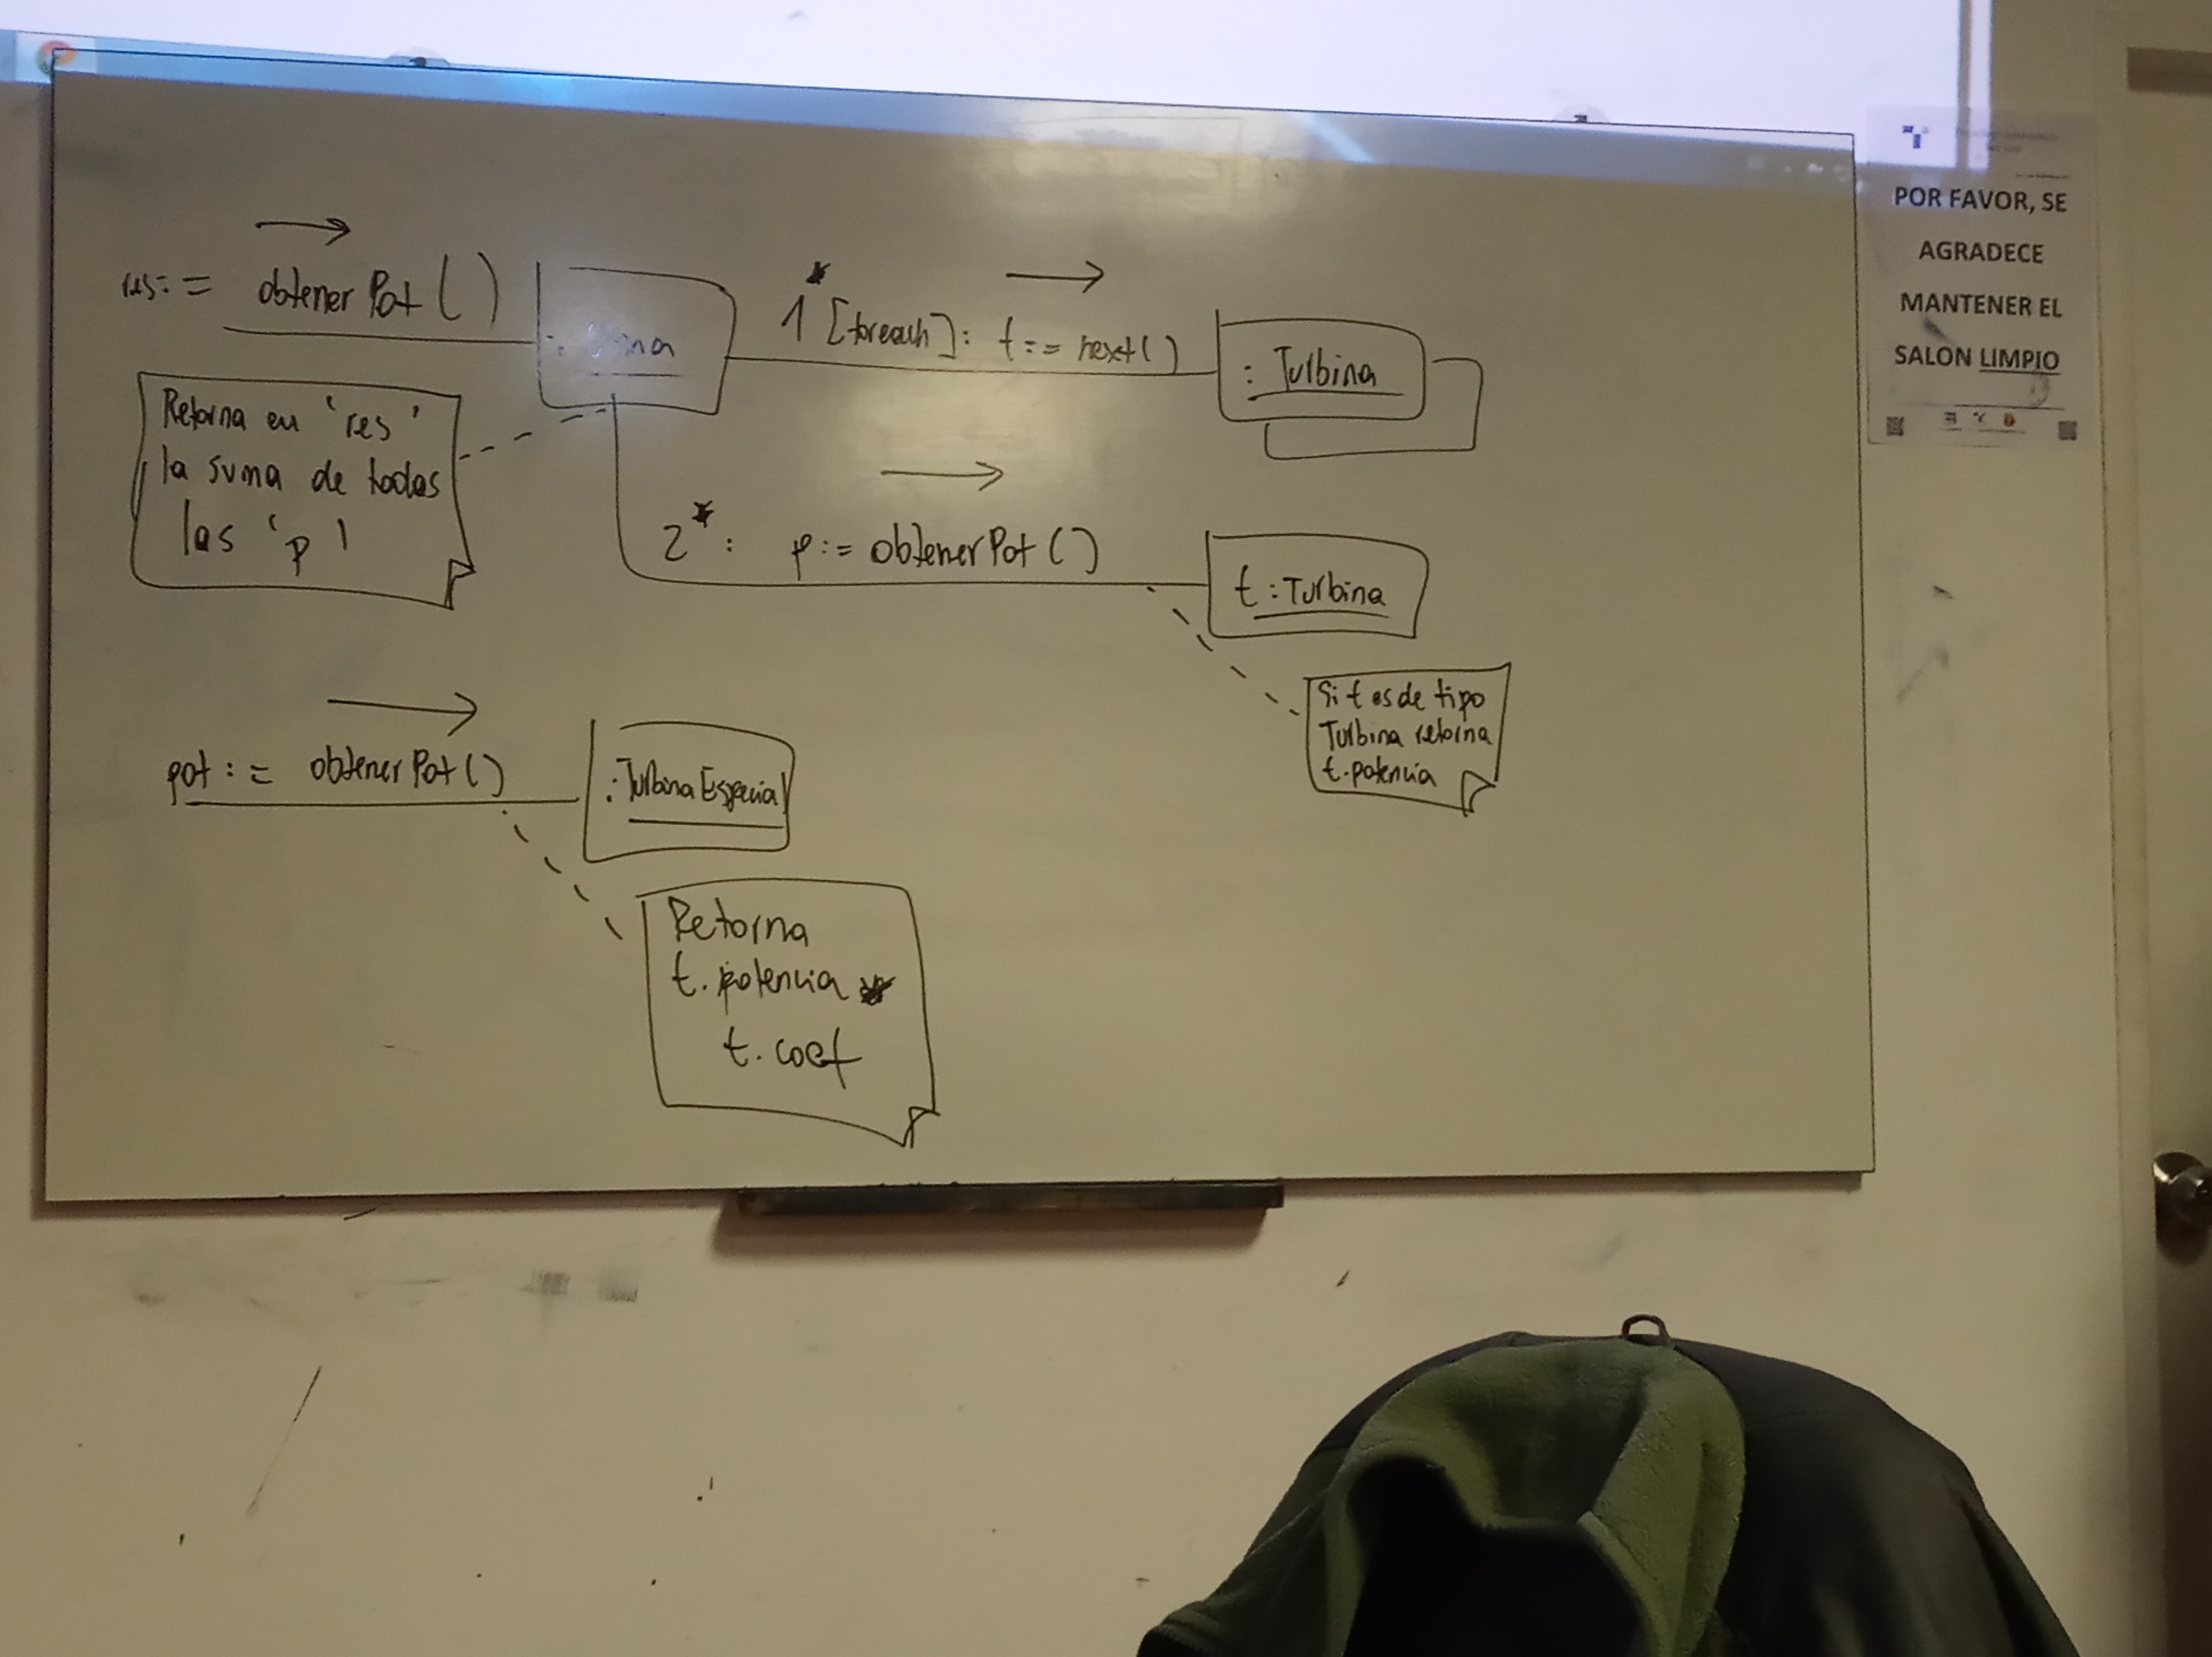 res: = obtenerPot()
1* [foreach]: t:= next()
: Turbina
Retorna en 'res'
la suma de todas
las 'p'
2* : p:= obtenerPot()
t:Turbina
Si t es de tipo
Turbina retorna
t.potencia
pot := obtenerPot()
:TurbinaEspecial
Retorna
t.potencia *
t.coef
POR FAVOR, SE
AGRADECE
MANTENER EL
SALON LIMPIO